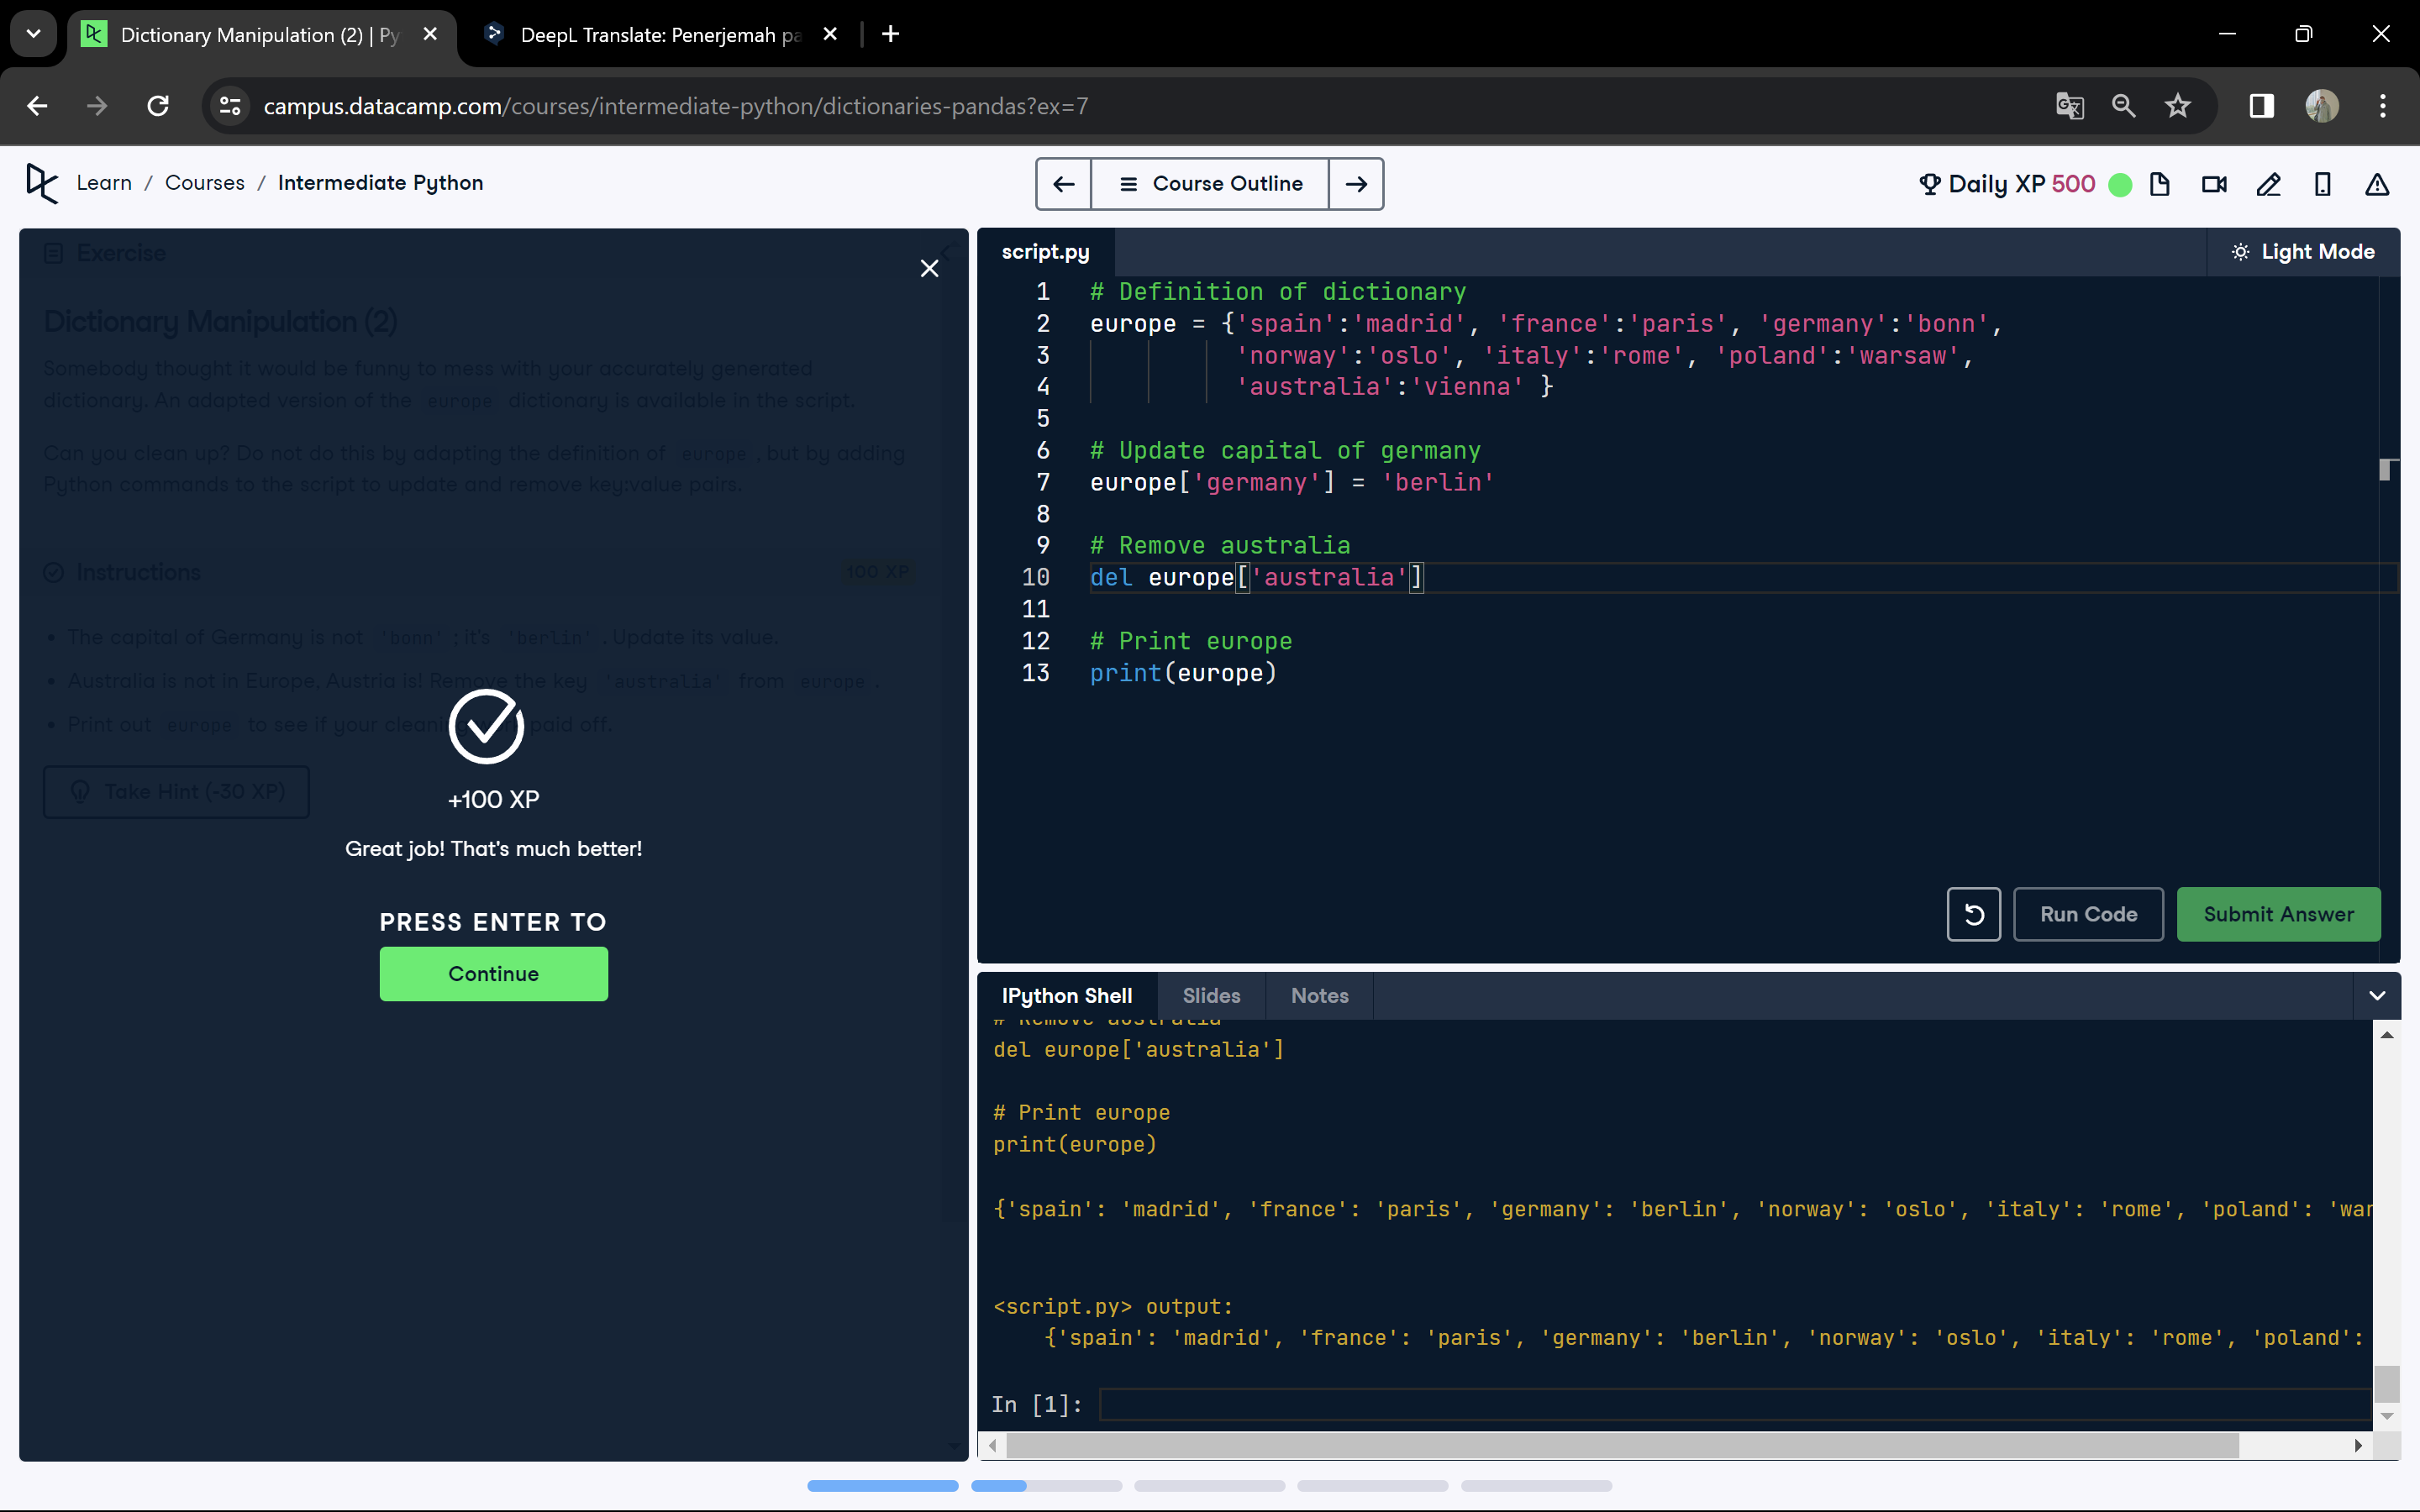 Dictionary Manipulation (2) | Py
DeepL Translate: Penerjemah pa
campus.datacamp.com/courses/intermediate-python/dictionaries-pandas?ex=7
Learn / Courses / Intermediate Python
Course Outline
Daily XP 500
Exercise
Dictionary Manipulation (2)
Somebody thought it would be funny to mess with your accurately generated
dictionary. An adapted version of the europe dictionary is available in the script.
Can you clean up? Do not do this by adapting the definition of europe, but by adding
Python commands to the script to update and remove key:value pairs.
Instructions
100 XP
• The capital of Germany is not 'bonn'; it's 'berlin'. Update its value.
• Australia is not in Europe, Austria is! Remove the key 'australia' from europe.
• Print out europe to see if your cleaning paid off.
Take Hint (-30 XP)
+100 XP
Great job! That's much better!
PRESS ENTER TO
Continue
script.py
Light Mode
1 # Definition of dictionary
2 europe = {'spain':'madrid', 'france':'paris', 'germany':'bonn',
3 'norway':'oslo', 'italy':'rome', 'poland':'warsaw',
4 'australia':'vienna' }
5
6 # Update capital of germany
7 europe['germany'] = 'berlin'
8
9 # Remove australia
10 del europe['australia']
11
12 # Print europe
13 print(europe)
Run Code
Submit Answer
IPython Shell
Slides
Notes
# Remove australia
del europe['australia']
# Print europe
print(europe)
{'spain': 'madrid', 'france': 'paris', 'germany': 'berlin', 'norway': 'oslo', 'italy': 'rome', 'poland': 'war
<script.py> output:
{'spain': 'madrid', 'france': 'paris', 'germany': 'berlin', 'norway': 'oslo', 'italy': 'rome', 'poland':
In [1]: